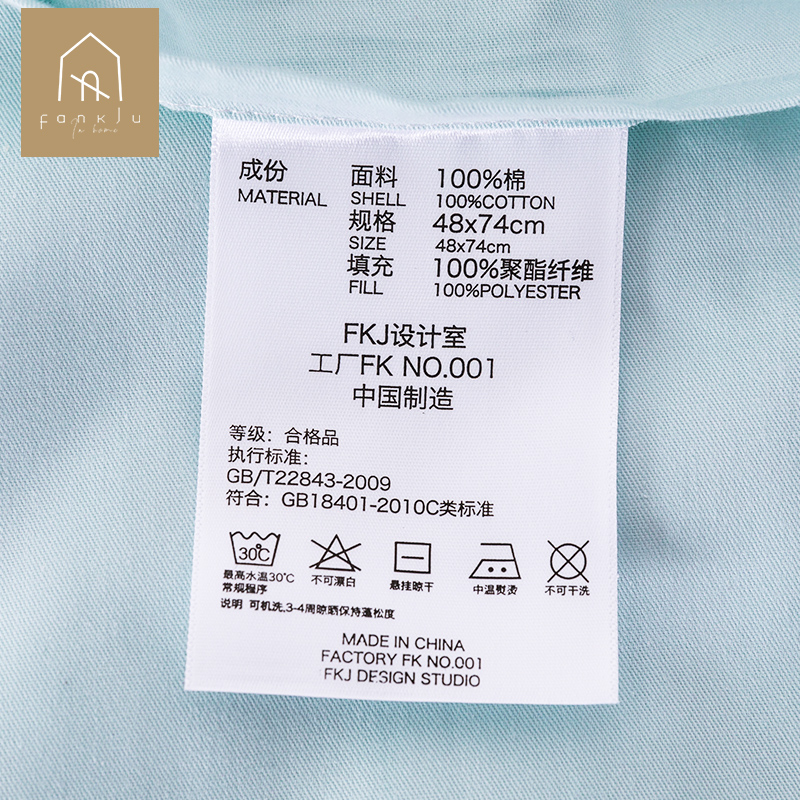 FankJu
Te home
成份 面料 100%棉
MATERIAL SHELL 100%COTTON
规格 48x74cm
SIZE 48x74cm
填充 100%聚酯纤维
FILL 100%POLYESTER
FKJ设计室
工厂FK NO.001
中国制造
等级：合格品
执行标准：
GB/T22843-2009
符合：GB18401-2010C类标准
30℃
最高水温30℃ 不可漂白 悬挂晾干 中温熨烫 不可干洗
常规程序
说明 可机洗,3-4周晾晒保持蓬松度
MADE IN CHINA
FACTORY FK NO.001
FKJ DESIGN STUDIO